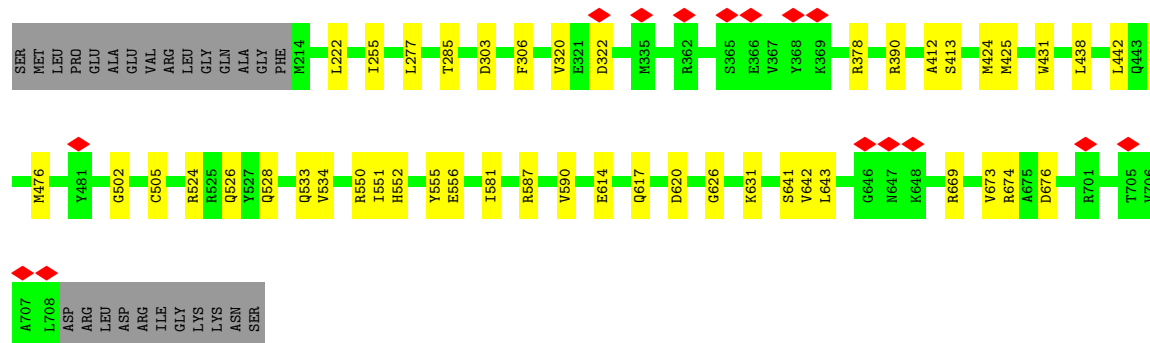 SER MET LEU PRO GLU ALA GLU VAL ARG LEU GLY GLN ALA GLY PHE M214 L222 I255 L277 T285 D303 F306 V320 E321 D322 M335 R362 S365 E366 V367 Y368 K369 R378 R390 A412 S413 M424 M425 W431 L438 L442 Q443
M476 Y481 G502 C505 R524 R525 Q526 Y527 Q528 Q533 V534 R550 I551 H552 Y555 E556 I581 R587 V590 E614 Q617 D620 G626 K631 S641 V642 L643 G646 N647 K648 R669 V673 R674 A675 D676 R701 T705 V706
A707 L708 ASP ARG LEU ASP ARG ILE GLY LYS LYS ASN SER